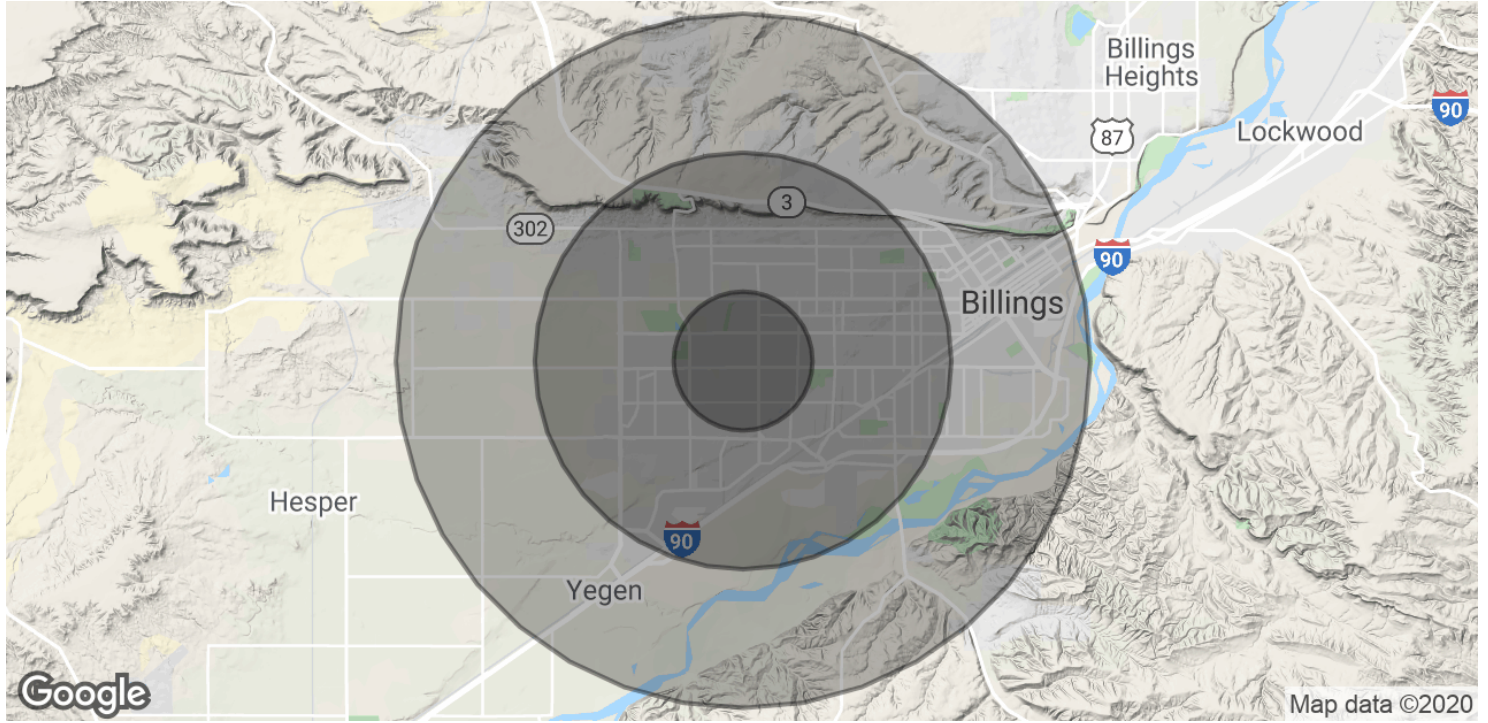 Billings
Heights
90
87
Lockwood
3
302
90
Billings
Hesper
90
Yegen
Google
Map data ©2020